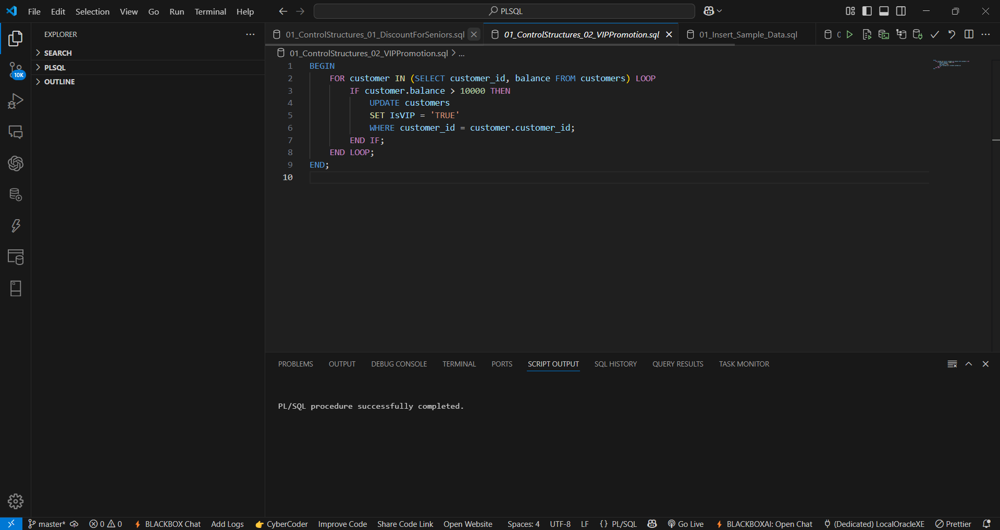 File Edit Selection View Go Run Terminal Help
PLSQL
EXPLORER
SEARCH
PLSQL
OUTLINE
10K
01_ControlStructures_01_DiscountForSeniors.sql
01_ControlStructures_02_VIPPromotion.sql
01_Insert_Sample_Data.sql
01_ControlStructures_02_VIPPromotion.sql > ...
1 BEGIN
2 FOR customer IN (SELECT customer_id, balance FROM customers) LOOP
3 IF customer.balance > 10000 THEN
4 UPDATE customers
5 SET IsVIP = 'TRUE'
6 WHERE customer_id = customer.customer_id;
7 END IF;
8 END LOOP;
9 END;
10
PROBLEMS OUTPUT DEBUG CONSOLE TERMINAL PORTS SCRIPT OUTPUT SQL HISTORY QUERY RESULTS TASK MONITOR
PL/SQL procedure successfully completed.
master* 0 0 BLACKBOX Chat Add Logs CyberCoder Improve Code Share Code Link Open Website Spaces: 4 UTF-8 LF {} PL/SQL Go Live BLACKBOXAI: Open Chat (Dedicated) LocalOracleXE Prettier